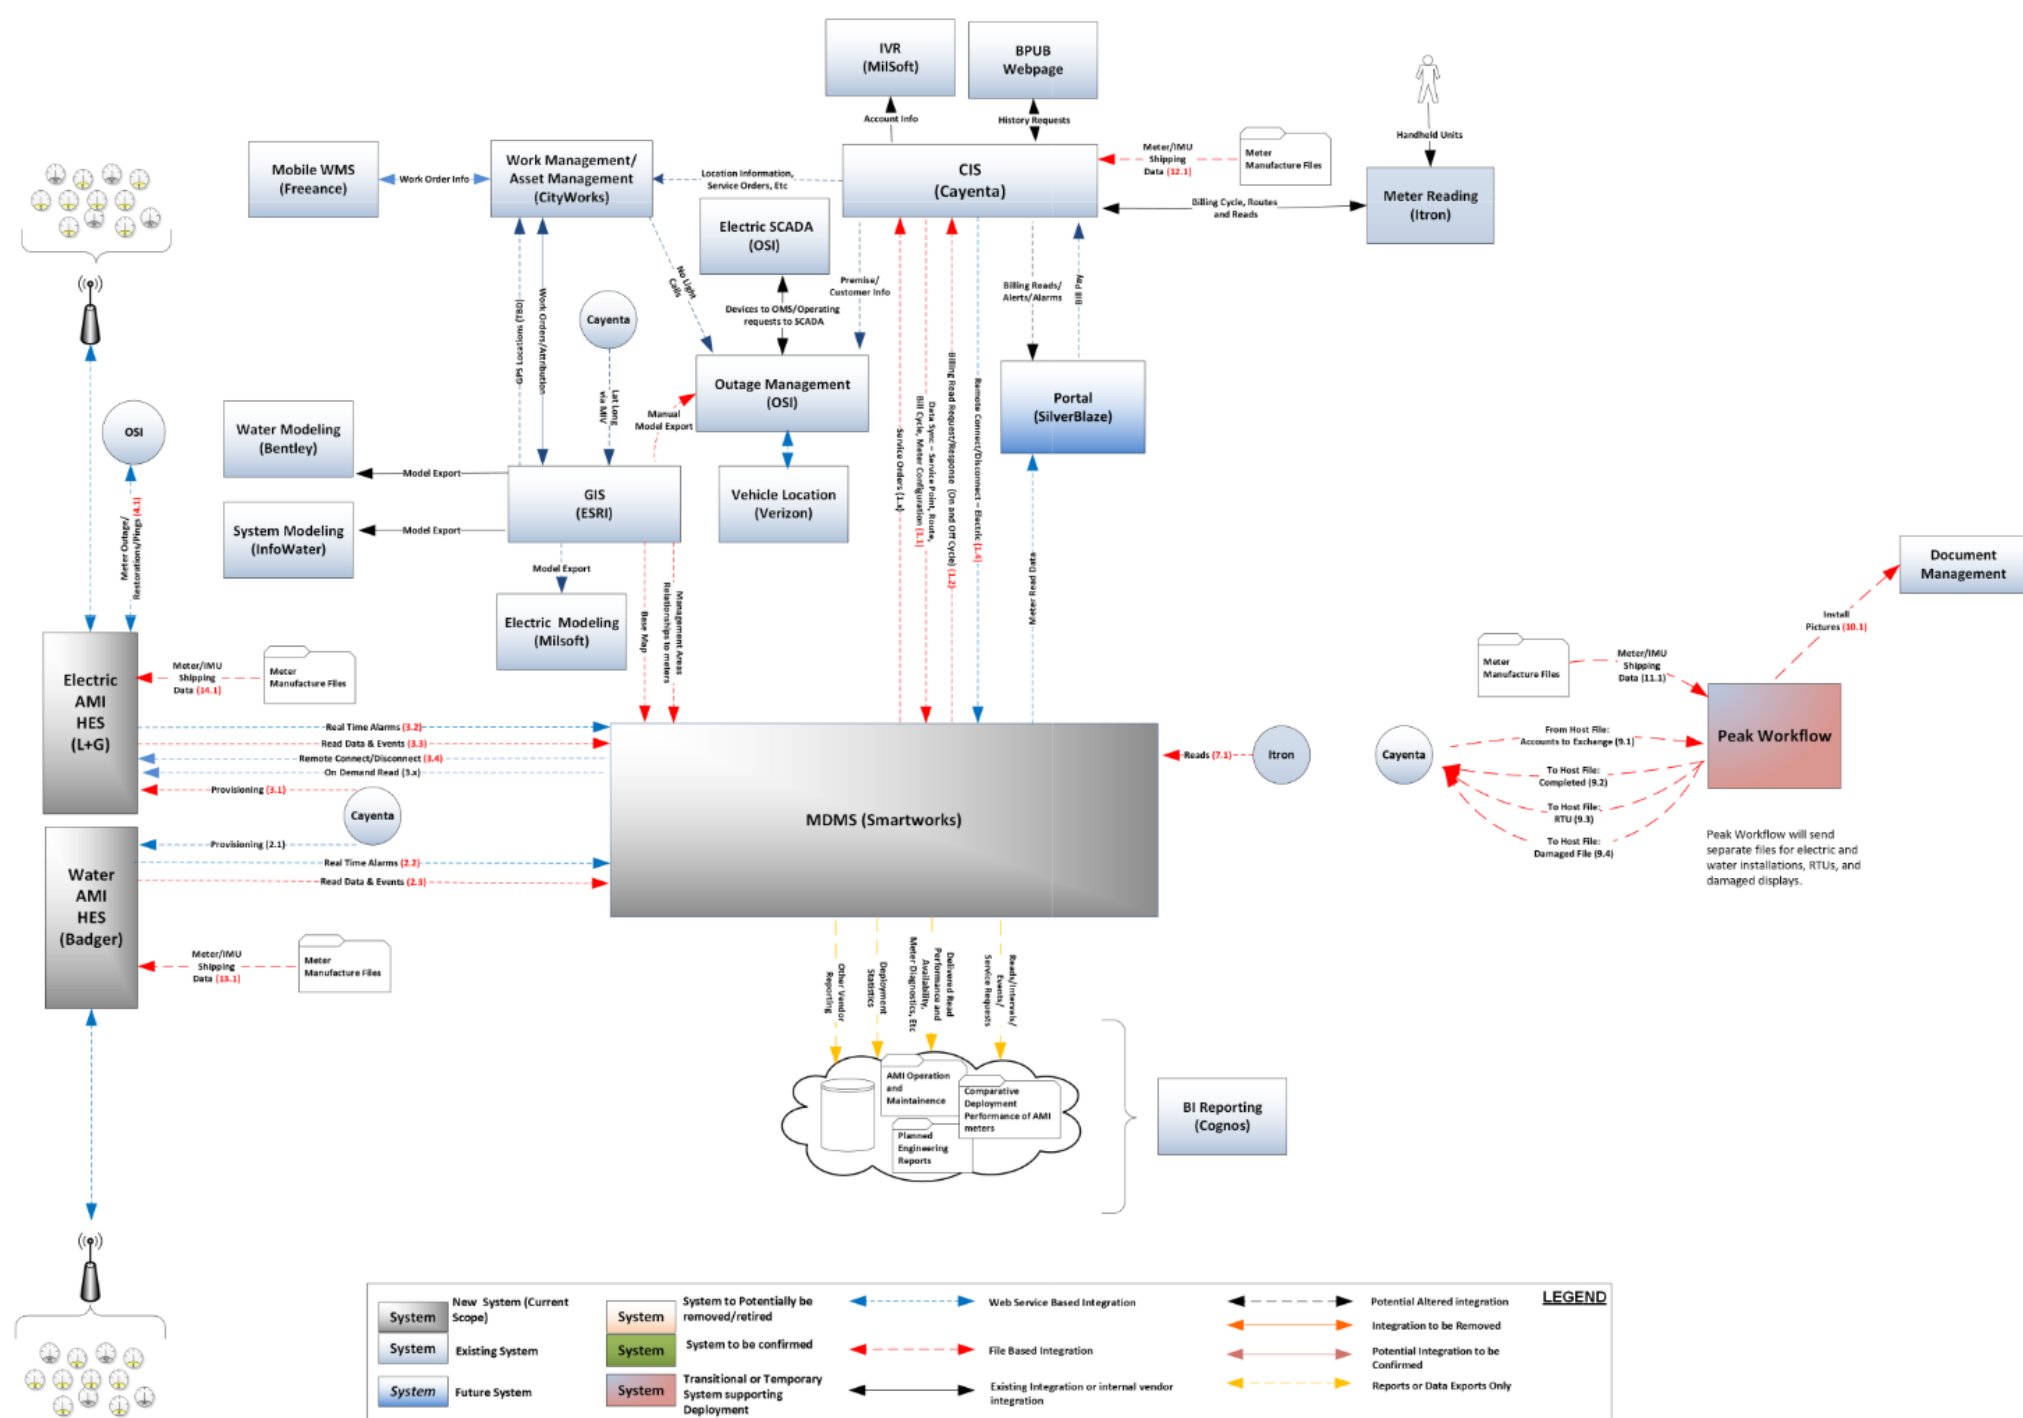 IVR
(MilSoft)
BPUB
Webpage
Account Info
History Requests
Handheld Units
Mobile WMS
(Freeance)
Work Order Info
Work Management/
Asset Management
(CityWorks)
Location Information,
Service Orders, Etc
CIS
(Cayenta)
Meter/IMU
Shipping
Data (12.1)
Meter
Manufacture Files
Billing Cycle, Routes
and Reads
Meter Reading
(Itron)
Electric SCADA
(OSI)
No Light
Calls
Premise/
Customer Info
Billing Reads/
Alerts/Alarms
Bill Pay
GPS Locations (TBD)
Work Orders/Attribution
Cayenta
Lat Long
via MIV
Devices to OMS/Operating
requests to SCADA
Outage Management
(OSI)
Manual
Model Export
Portal
(SilverBlaze)
OSI
Water Modeling
(Bentley)
Model Export
System Modeling
(InfoWater)
Model Export
GIS
(ESRI)
Vehicle Location
(Verizon)
Model Export
Electric Modeling
(Milsoft)
Meter Outage/
Restorations/Pings (4.1)
Base Map
Management Areas
Relationships to meters
Service Orders (1.x)
Data Sync – Service Point, Route,
Bill Cycle, Meter Configuration (1.1)
Billing Read Request/Response (On and Off Cycle) (1.2)
Remote Connect/Disconnect – Electric (1.4)
Meter Read Data
Document
Management
Install
Pictures (10.1)
Meter
Manufacture Files
Meter/IMU
Shipping
Data (11.1)
Peak Workflow
Cayenta
From Host File:
Accounts to Exchange (9.1)
To Host File:
Completed (9.2)
To Host File:
RTU (9.3)
To Host File:
Damaged File (9.4)
Peak Workflow will send
separate files for electric and
water installations, RTUs, and
damaged displays.
Electric
AMI
HES
(L+G)
Meter/IMU
Shipping
Data (14.1)
Meter
Manufacture Files
Real Time Alarms (3.2)
Read Data & Events (3.3)
Remote Connect/Disconnect (3.4)
On Demand Read (3.x)
Provisioning (3.1)
Cayenta
Provisioning (2.1)
Real Time Alarms (2.2)
Read Data & Events (2.3)
MDMS (Smartworks)
Reads (7.1)
Itron
Water
AMI
HES
(Badger)
Meter/IMU
Shipping
Data (13.1)
Meter
Manufacture Files
Other Vendor
Reporting
Deployment
Statistics
Delivered Read
Performance and
Availability,
Meter Diagnostics, Etc
Reads/Intervals/
Events/
Service Requests
AMI Operation
and
Maintainence
Comparative
Deployment
Performance of AMI
meters
Planned
Engineering
Reports
BI Reporting
(Cognos)
LEGEND
System
New System (Current
Scope)
System
Existing System
System
Future System
System
System to Potentially be
removed/retired
System
System to be confirmed
System
Transitional or Temporary
System supporting
Deployment
Web Service Based Integration
File Based Integration
Existing Integration or internal vendor
integration
Potential Altered integration
Integration to be Removed
Potential Integration to be
Confirmed
Reports or Data Exports Only